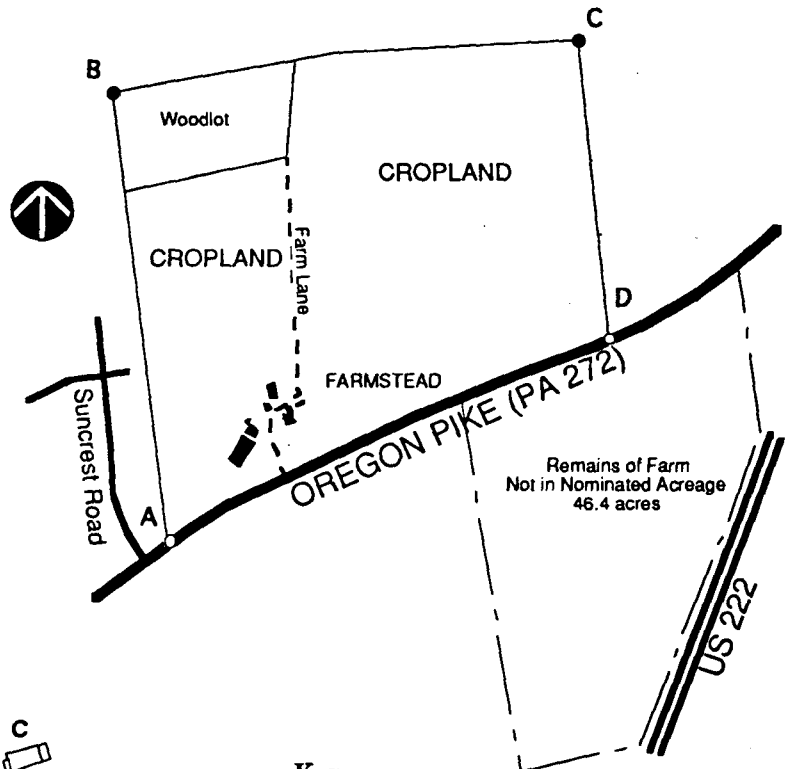 C
B
Woodlot
CROPLAND
CROPLAND
Farm Lane
D
FARMSTEAD
OREGON PIKE (PA 272)
Suncrest Road
A
Remains of Farm
Not in Nominated Acreage
46.4 acres
US 222
C